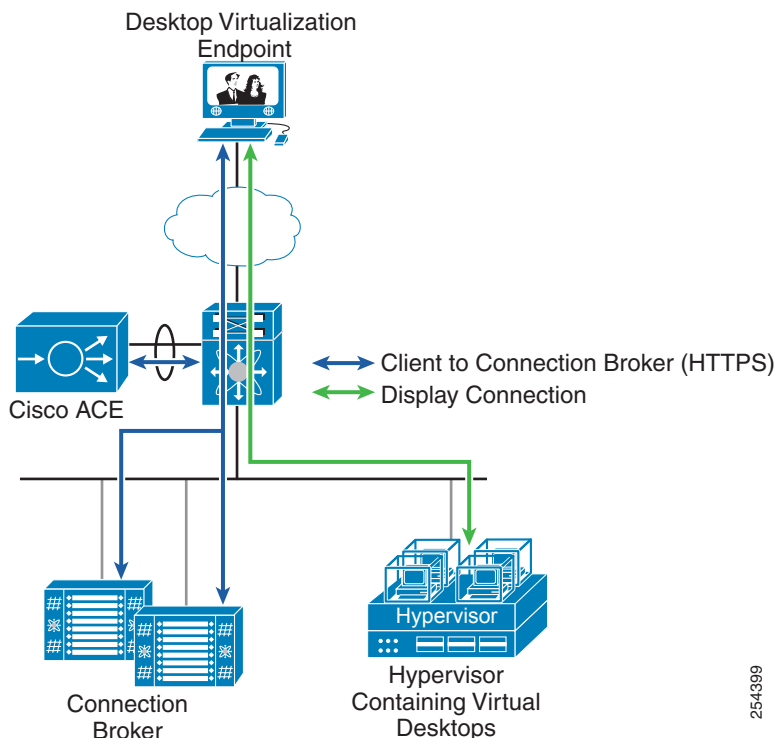 Desktop Virtualization
Endpoint
Client to Connection Broker (HTTPS)
Display Connection
Cisco ACE
Hypervisor
Connection
Broker
Hypervisor
Containing Virtual
Desktops
254399